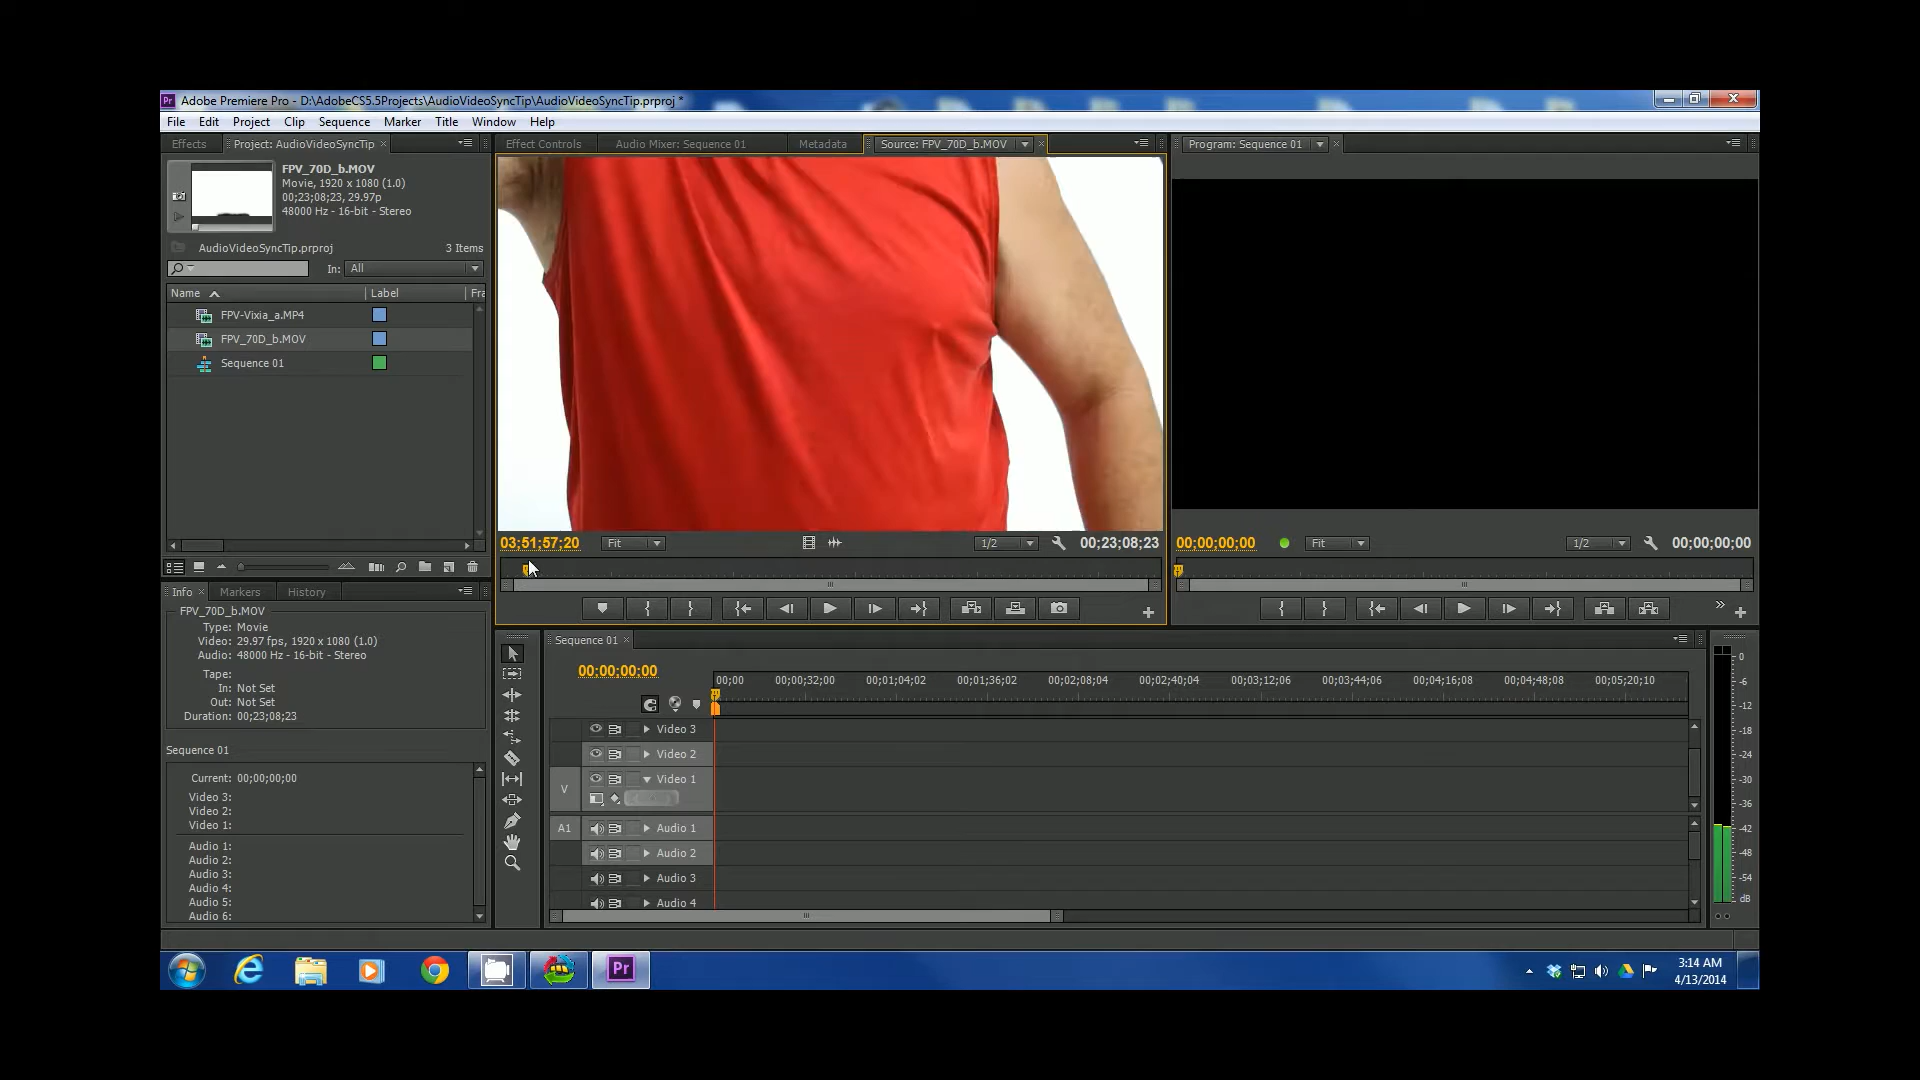 Pr Adobe Premiere Pro - D:\AdobeCS5.5Projects\AudioVideoSyncTip\AudioVideoSyncTip.prproj *
File Edit Project Clip Sequence Marker Title Window Help
Effects Project: AudioVideoSyncTip
Effect Controls Audio Mixer: Sequence 01 Metadata Source: FPV_70D_b.MOV
Program: Sequence 01
FPV_70D_b.MOV
Movie, 1920 x 1080 (1.0)
00;23;08;23, 29.97p
48000 Hz - 16-bit - Stereo
AudioVideoSyncTip.prproj 3 Items
In: All
Name Label Fra
FPV-Vixia_a.MP4
FPV_70D_b.MOV
Sequence 01
03;51;57;20 Fit 1/2 00;23;08;23
00;00;00;00 Fit 1/2 00;00;00;00
Info Markers History
FPV_70D_b.MOV
Type: Movie
Video: 29.97 fps, 1920 x 1080 (1.0)
Audio: 48000 Hz - 16-bit - Stereo
Tape:
In: Not Set
Out: Not Set
Duration: 00;23;08;23
Sequence 01
Current: 00;00;00;00
Video 3:
Video 2:
Video 1:
Audio 1:
Audio 2:
Audio 3:
Audio 4:
Audio 5:
Audio 6:
Sequence 01
00;00;00;00
00;00 00;00;32;00 00;01;04;02 00;01;36;02 00;02;08;04 00;02;40;04 00;03;12;06 00;03;44;06 00;04;16;08 00;04;48;08 00;05;20;10
Video 3
Video 2
V Video 1
A1 Audio 1
Audio 2
Audio 3
Audio 4
0
-6
-12
-18
-24
-30
-36
-42
-48
-54
dB
Pr
3:14 AM
4/13/2014